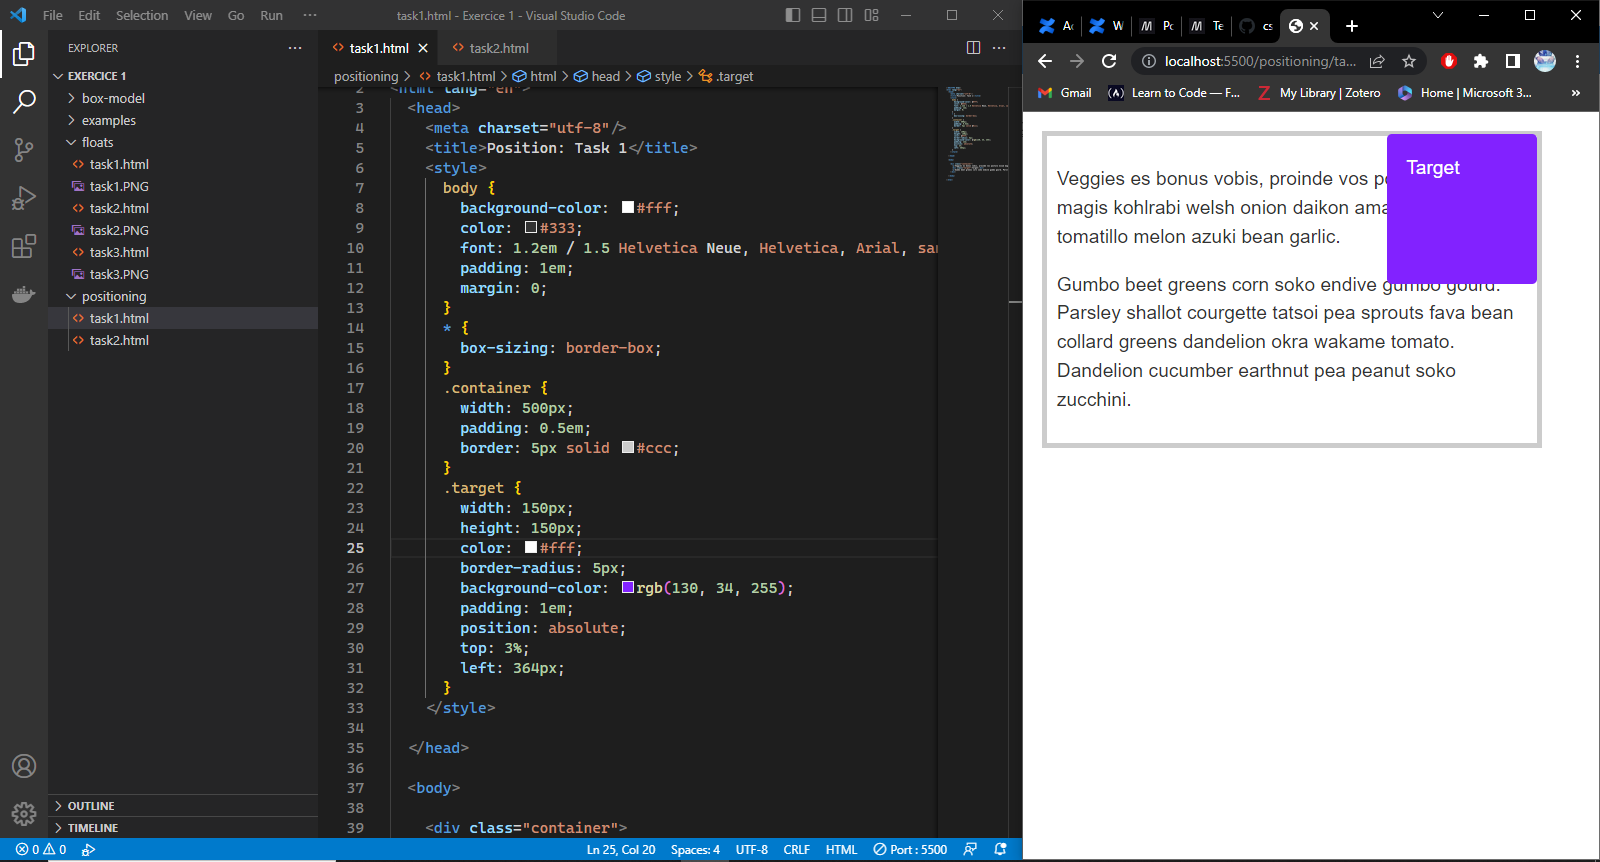 File Edit Selection View Go Run ···
task1.html - Exercice 1 - Visual Studio Code
EXPLORER ···
EXERCICE 1
box-model
examples
floats
task1.html
task1.PNG
task2.html
task2.PNG
task3.html
task3.PNG
positioning
task1.html
task2.html
OUTLINE
TIMELINE
task1.html task2.html
positioning > task1.html > html > head > style > .target
2 <html lang="en">
3 <head>
4 <meta charset="utf-8"/>
5 <title>Position: Task 1</title>
6 <style>
7 body {
8 background-color: #fff;
9 color: #333;
10 font: 1.2em / 1.5 Helvetica Neue, Helvetica, Arial, san
11 padding: 1em;
12 margin: 0;
13 }
14 * {
15 box-sizing: border-box;
16 }
17 .container {
18 width: 500px;
19 padding: 0.5em;
20 border: 5px solid #ccc;
21 }
22 .target {
23 width: 150px;
24 height: 150px;
25 color: #fff;
26 border-radius: 5px;
27 background-color: rgb(130, 34, 255);
28 padding: 1em;
29 position: absolute;
30 top: 3%;
31 left: 364px;
32 }
33 </style>
34
35 </head>
36
37 <body>
38
39 <div class="container">
0 0
Ln 25, Col 20 Spaces: 4 UTF-8 CRLF HTML Port : 5500
Ac W Pc Te cs
localhost:5500/positioning/ta...
Gmail Learn to Code — F... My Library | Zotero Home | Microsoft 3... »
Target
Veggies es bonus vobis, proinde vos po
magis kohlrabi welsh onion daikon ama
tomatillo melon azuki bean garlic.
Gumbo beet greens corn soko endive gumbo gourd.
Parsley shallot courgette tatsoi pea sprouts fava bean
collard greens dandelion okra wakame tomato.
Dandelion cucumber earthnut pea peanut soko
zucchini.